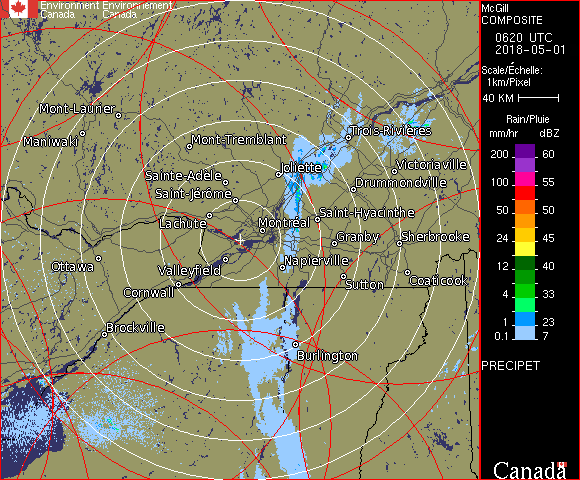 Environment Environnement
Canada Canada
McGill
COMPOSITE
0620 UTC
2018-05-01
Scale/Échelle:
1km/Pixel
40 KM
Rain/Pluie
mm/hr dBZ
200 60
100 55
50 50
24 45
12 40
4 33
1 23
0.1 7
PRECIPET
Canada
Mont-Laurier
Maniwaki
Mont-Tremblant
Trois-Rivières
Sainte-Adèle
Joliette
Victoriaville
Saint-Jérôme
Drummondville
Lachute
Montréal
Saint-Hyacinthe
Granby
Sherbrooke
Ottawa
Valleyfield
Napierville
Cornwall
Sutton
Coaticook
Brockville
Burlington